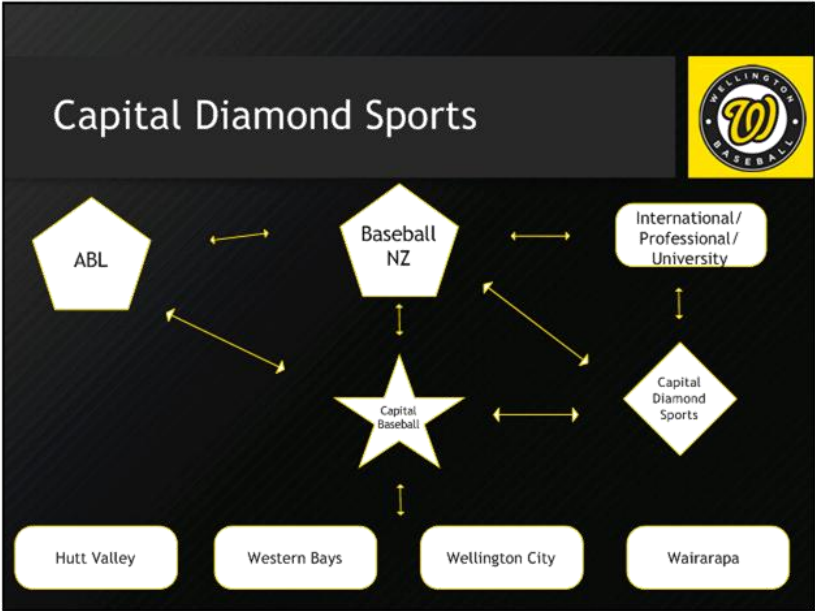 Capital Diamond Sports
WELLINGTON
W
BASEBALL
ABL
Baseball
NZ
International/
Professional/
University
Capital
Baseball
Capital
Diamond
Sports
Hutt Valley
Western Bays
Wellington City
Wairarapa